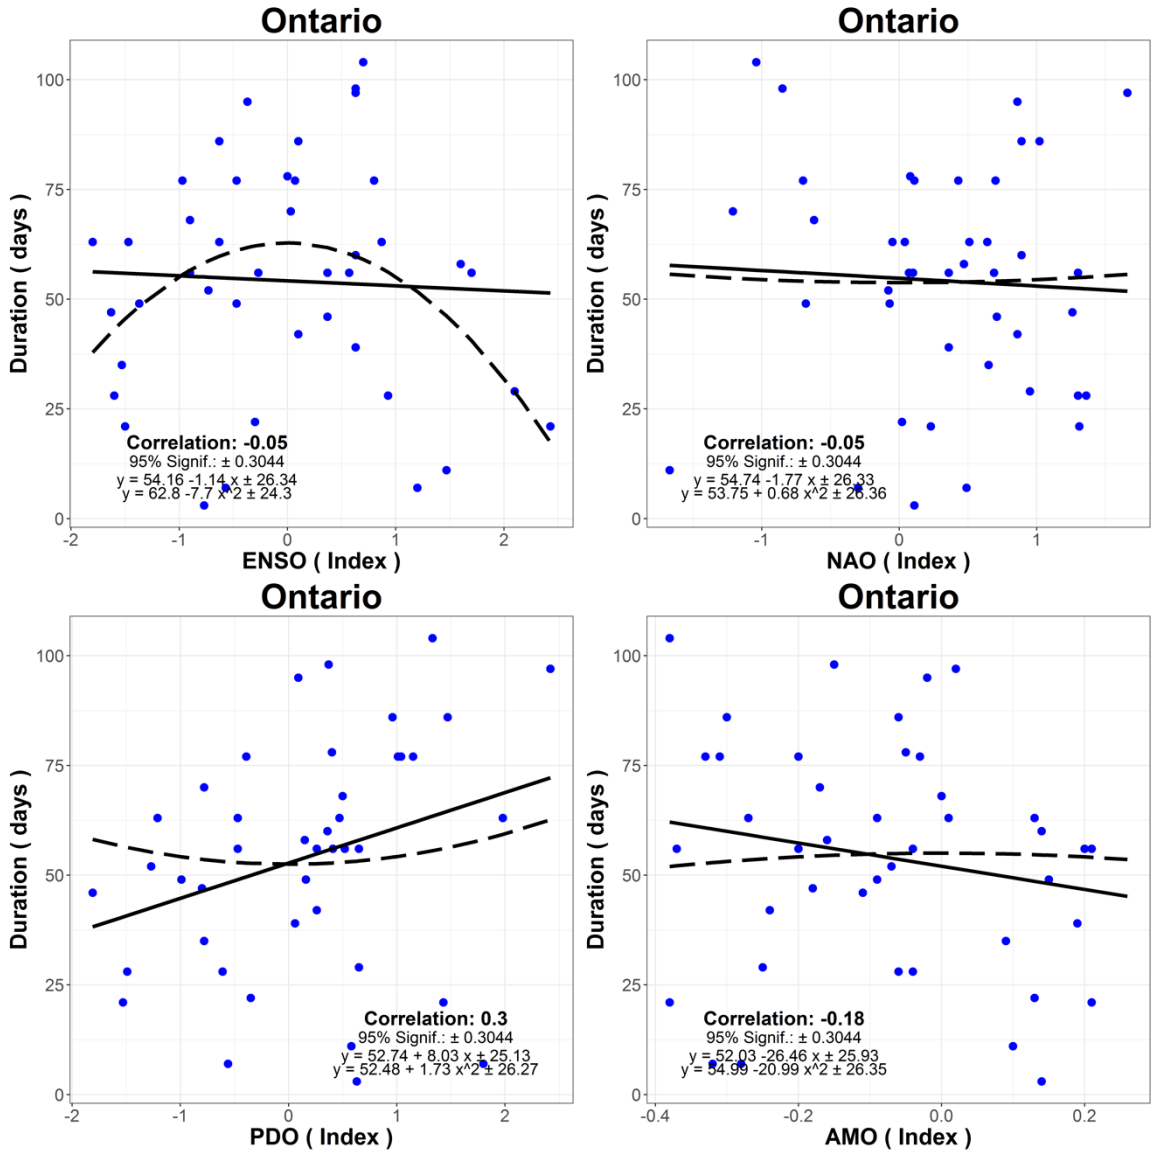 Ontario
100
75
50
25
0
Duration ( days )
Correlation: -0.05
95% Signif.: ± 0.3044
y = 54.16 -1.14 x ± 26.34
y = 62.8 -7.7 x^2 ± 24.3
-2 -1 0 1 2
ENSO ( Index )
Ontario
Duration ( days )
100
75
50
25
0
Correlation: -0.05
95% Signif.: ± 0.3044
y = 54.74 -1.77 x ± 26.33
y = 53.75 + 0.68 x^2 ± 26.36
-1 0 1
NAO ( Index )
Ontario
100
75
50
25
0
Duration ( days )
Correlation: 0.3
95% Signif.: ± 0.3044
y = 52.74 + 8.03 x ± 25.13
y = 52.48 + 1.73 x^2 ± 26.27
-2 -1 0 1 2
PDO ( Index )
Ontario
100
75
50
25
0
Duration ( days )
Correlation: -0.18
95% Signif.: ± 0.3044
y = 52.03 -26.46 x ± 25.93
y = 54.99 -20.99 x^2 ± 26.35
-0.4 -0.2 0.0 0.2
AMO ( Index )